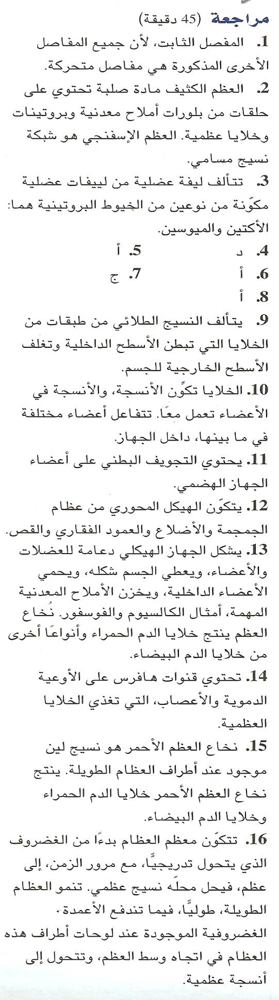 مراجعة (45 دقيقة)
1. المفصل الثابت، لأن جميع المفاصل
الأخرى المذكورة هي مفاصل متحركة.
2. العظم الكثيف مادة صلبة تحتوي على
حلقات من بلورات أملاح معدنية وبروتينات
وخلايا عظمية. العظم الإسفنجي هو شبكة
نسيج مسامي.
3. تتألف ليفة عضلية من لييفات عضلية
مكوّنة من نوعين من الخيوط البروتينية هما:
الأكتين والميوسين.
4. د 5. أ
6. أ 7. ج
8. أ
9. يتألف النسيج الطلائي من طبقات من
الخلايا التي تبطن الأسطح الداخلية وتغلف
الأسطح الخارجية للجسم.
10. الخلايا تكوّن الأنسجة، والأنسجة في
الأعضاء تعمل معًا. تتفاعل أعضاء مختلفة
في ما بينها، داخل الجهاز.
11. يحتوي التجويف البطني على أعضاء
الجهاز الهضمي.
12. يتكوّن الهيكل المحوري من عظام
الجمجمة والأضلاع والعمود الفقاري والقص.
13. يشكل الجهاز الهيكلي دعامة للعضلات
والأعضاء، ويعطي الجسم شكله، ويحمي
الأعضاء الداخلية، ويخزن الأملاح المعدنية
المهمة، أمثال الكالسيوم والفوسفور. نُخاع
العظم ينتج خلايا الدم الحمراء وأنواعًا أخرى
من خلايا الدم البيضاء.
14. تحتوي قنوات هافرس على الأوعية
الدموية والأعصاب، التي تغذي الخلايا
العظمية.
15. نخاع العظم الأحمر هو نسيج لين
موجود عند أطراف العظام الطويلة. ينتج
نخاع العظم الأحمر خلايا الدم الحمراء
وخلايا الدم البيضاء.
16. تتكوّن معظم العظام بدءًا من الغضروف
الذي يتحول تدريجيًّا، مع مرور الزمن، إلى
عظم، فيحل محلّه نسيج عظمي. تنمو العظام
الطويلة، طوليًّا، فيما تندفع الأعمدة
الغضروفية الموجودة عند لوحات أطراف هذه
العظام في اتجاه وسط العظم، وتتحول إلى
أنسجة عظمية.